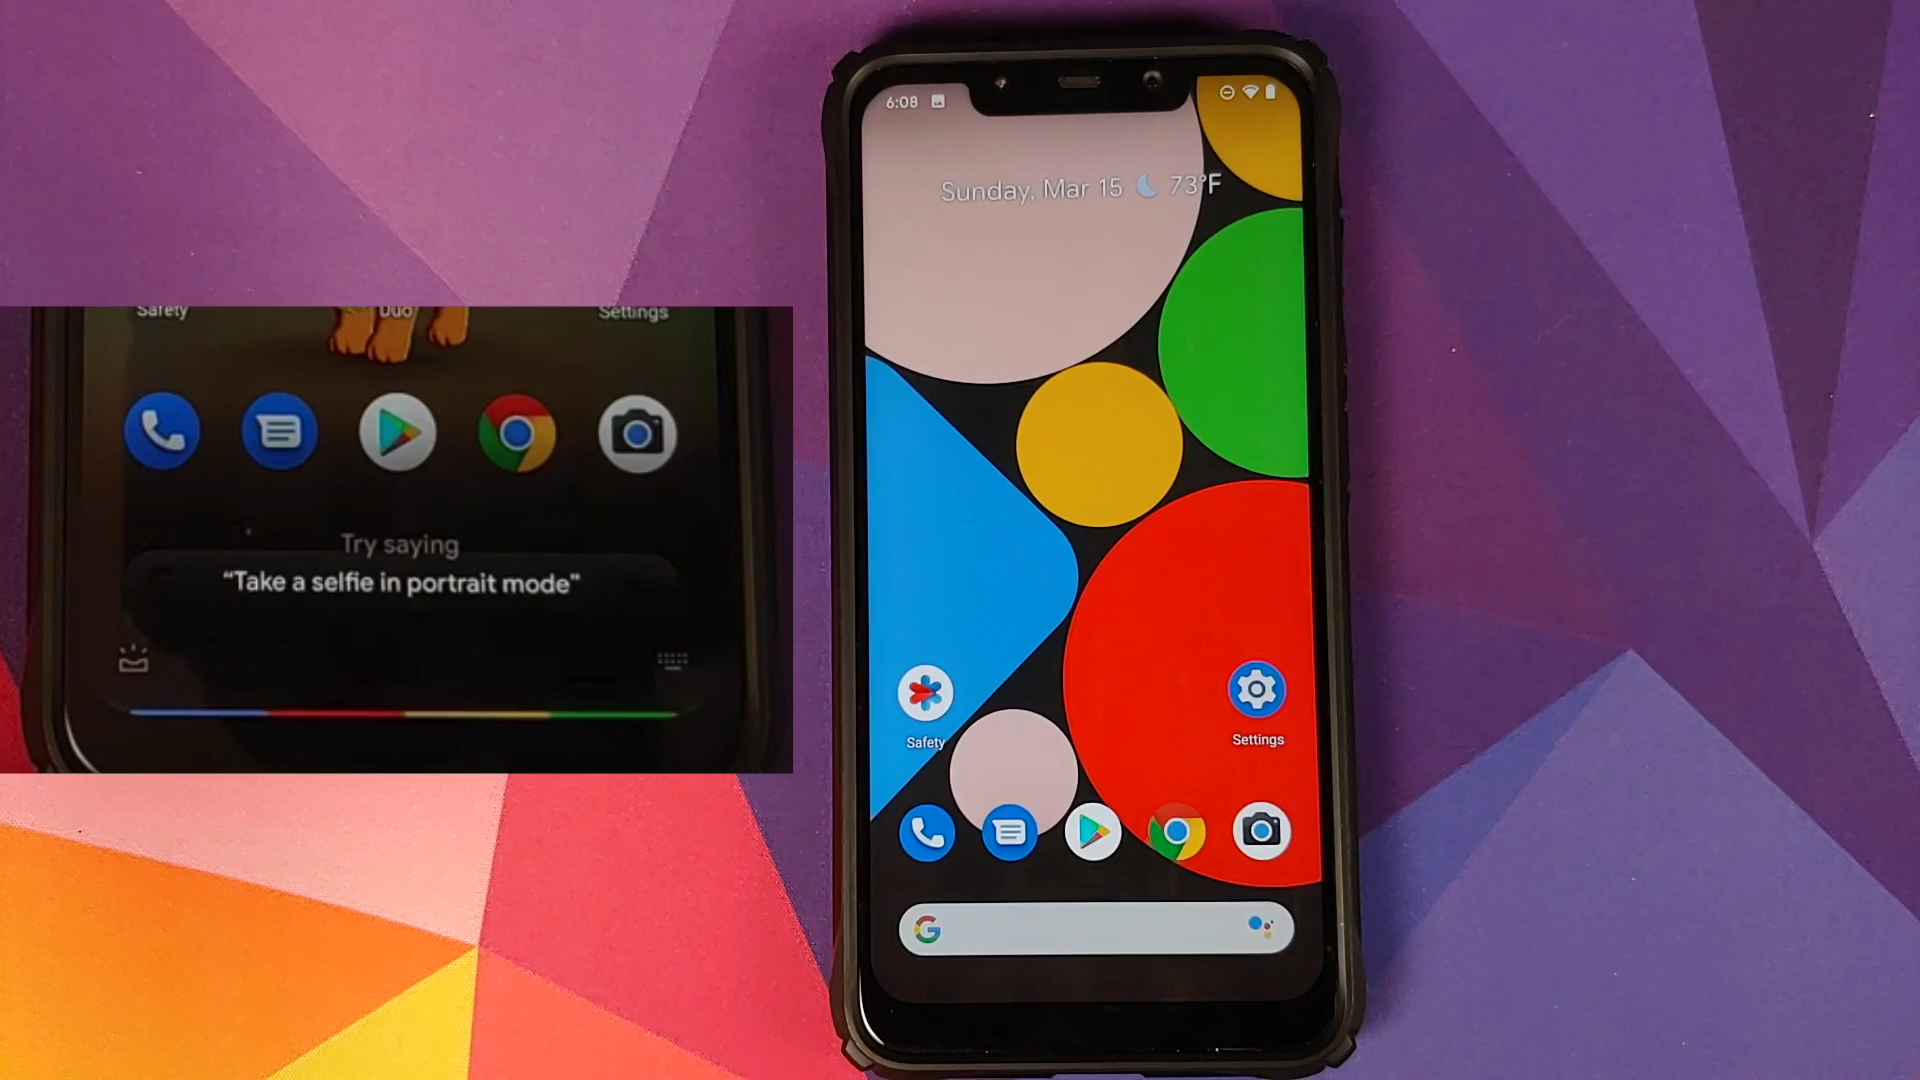 Safety
Duo
Settings
Try saying
“Take a selfie in portrait mode”
6:08
Sunday, Mar 15 73°F
Safety
Settings
G